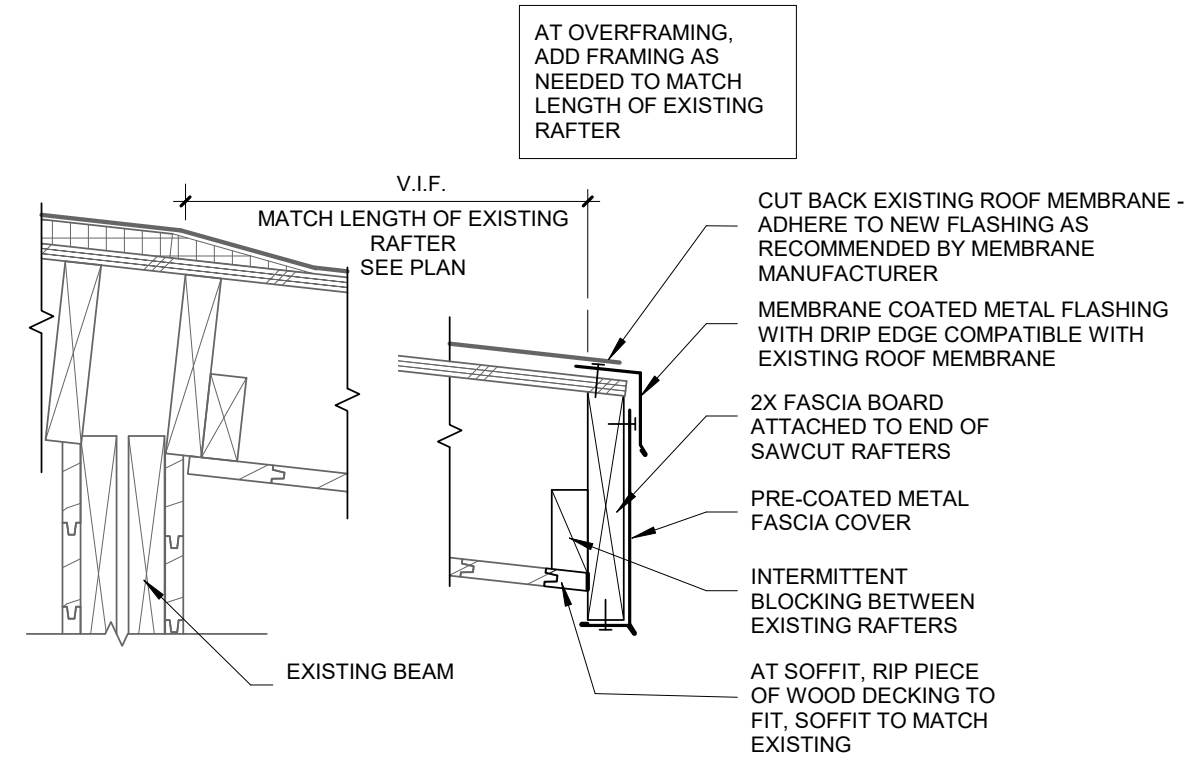 AT OVERFRAMING,
ADD FRAMING AS
NEEDED TO MATCH
LENGTH OF EXISTING
RAFTER
V.I.F.
MATCH LENGTH OF EXISTING
RAFTER
SEE PLAN
CUT BACK EXISTING ROOF MEMBRANE -
ADHERE TO NEW FLASHING AS
RECOMMENDED BY MEMBRANE
MANUFACTURER
MEMBRANE COATED METAL FLASHING
WITH DRIP EDGE COMPATIBLE WITH
EXISTING ROOF MEMBRANE
2X FASCIA BOARD
ATTACHED TO END OF
SAWCUT RAFTERS
PRE-COATED METAL
FASCIA COVER
INTERMITTENT
BLOCKING BETWEEN
EXISTING RAFTERS
EXISTING BEAM
AT SOFFIT, RIP PIECE
OF WOOD DECKING TO
FIT, SOFFIT TO MATCH
EXISTING